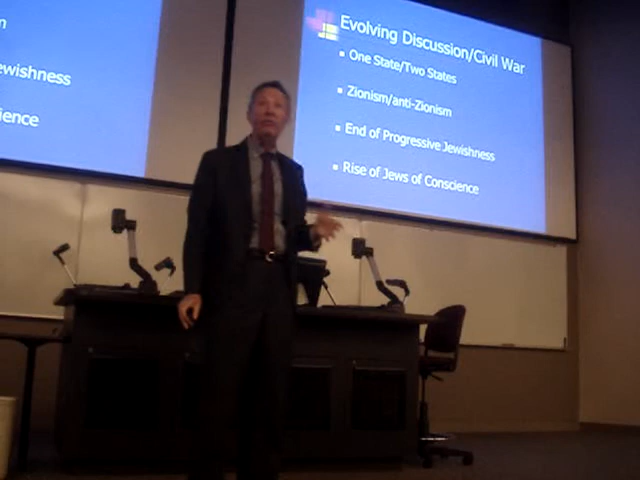 n
ewishness
ience
Evolving Discussion/Civil War
One State/Two States
Zionism/anti-Zionism
End of Progressive Jewishness
Rise of Jews of Conscience